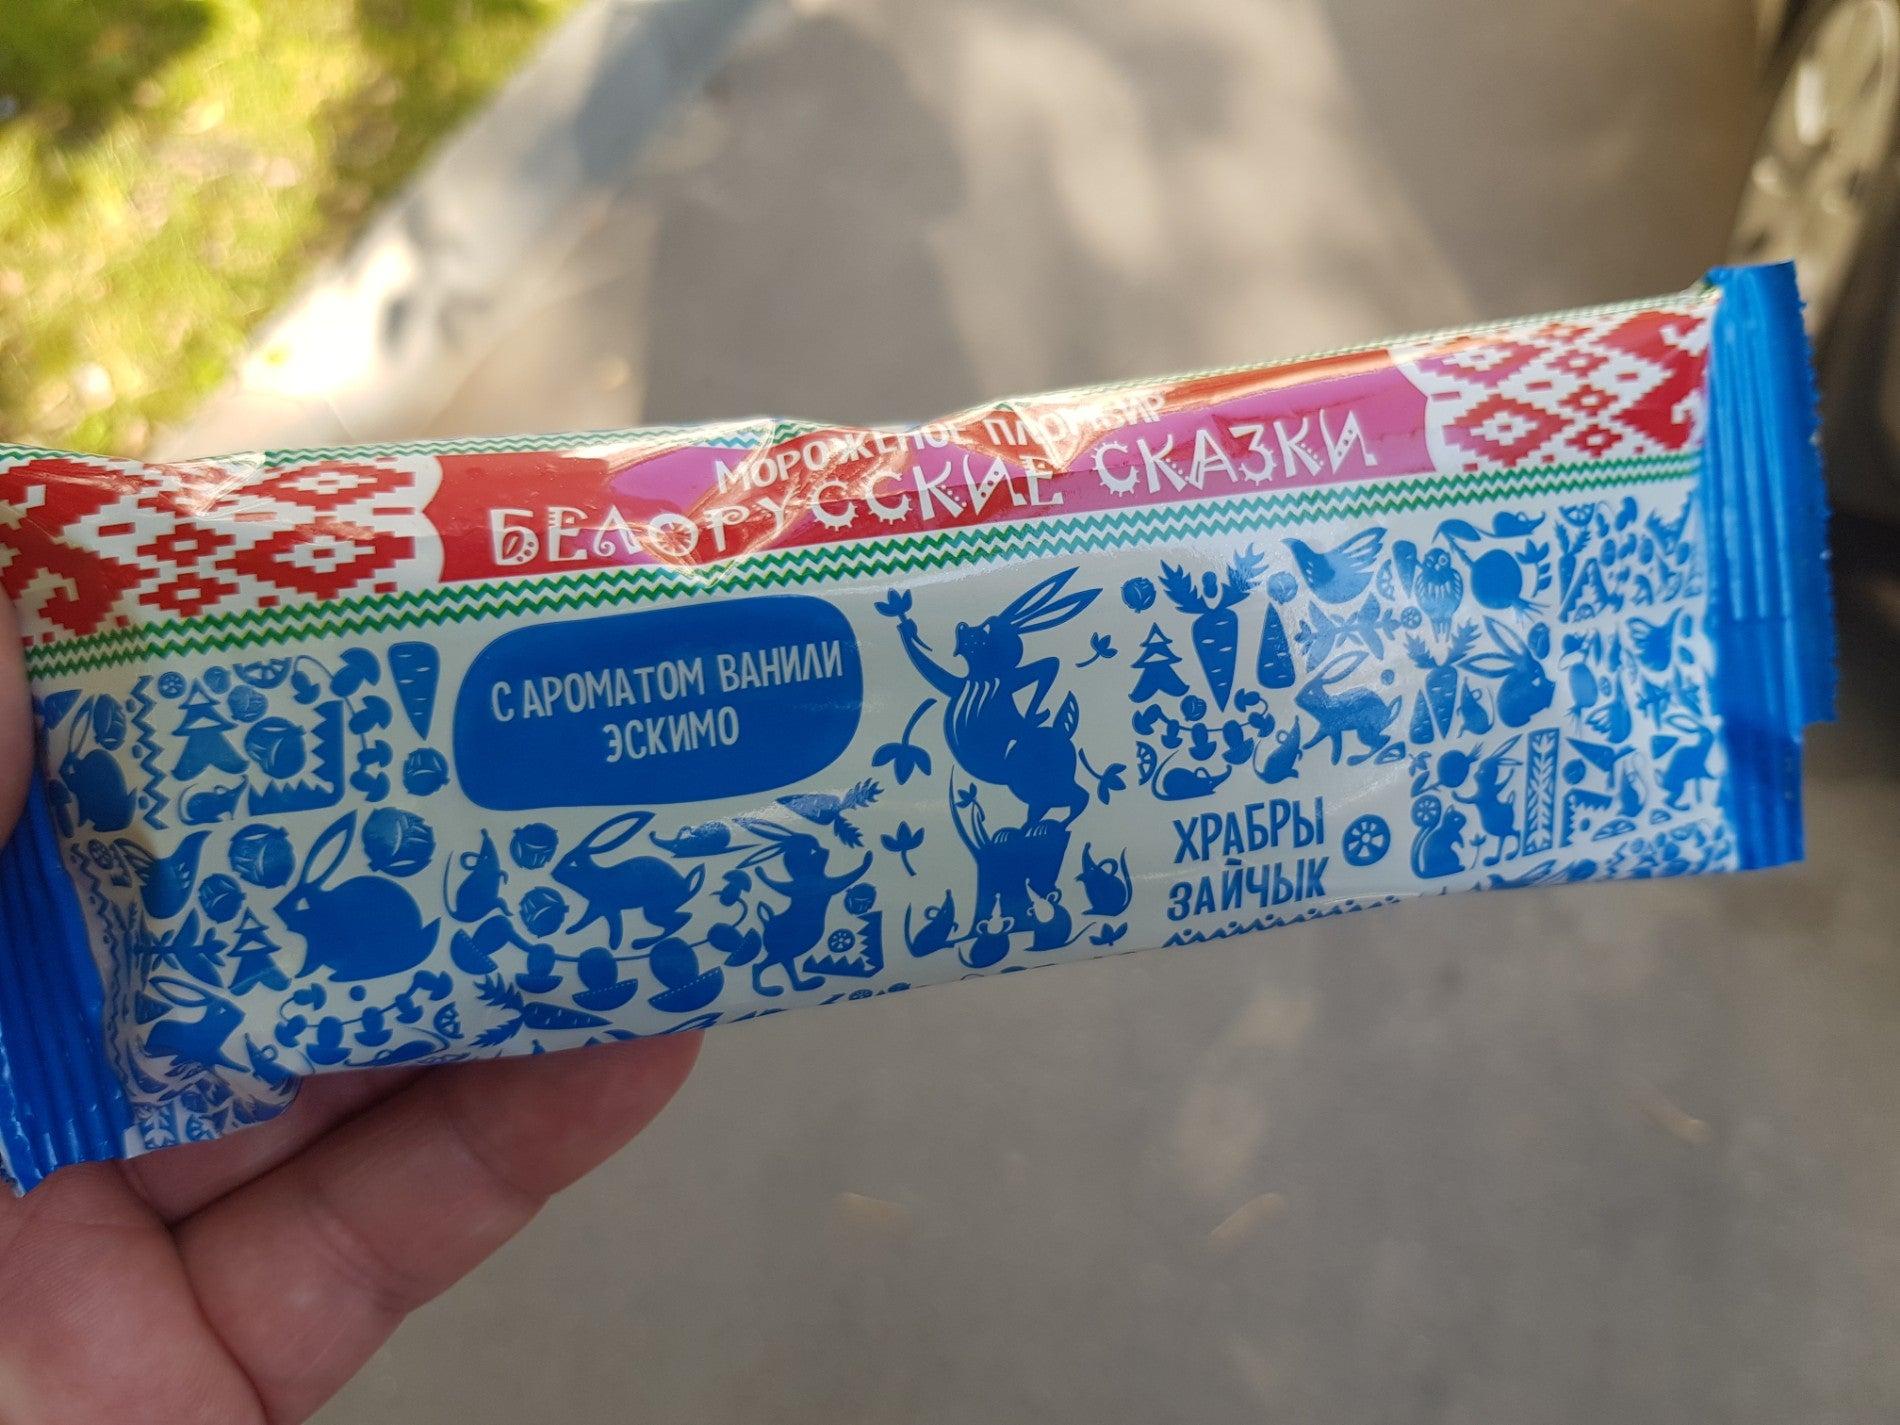 МОРОЖЕНОЕ ПЛОМБИР
БЕЛОРУССКИЕ СКАЗКИ
С АРОМАТОМ ВАНИЛИ
ЭСКИМО
ХРАБРЫ
ЗАЙЧЫК